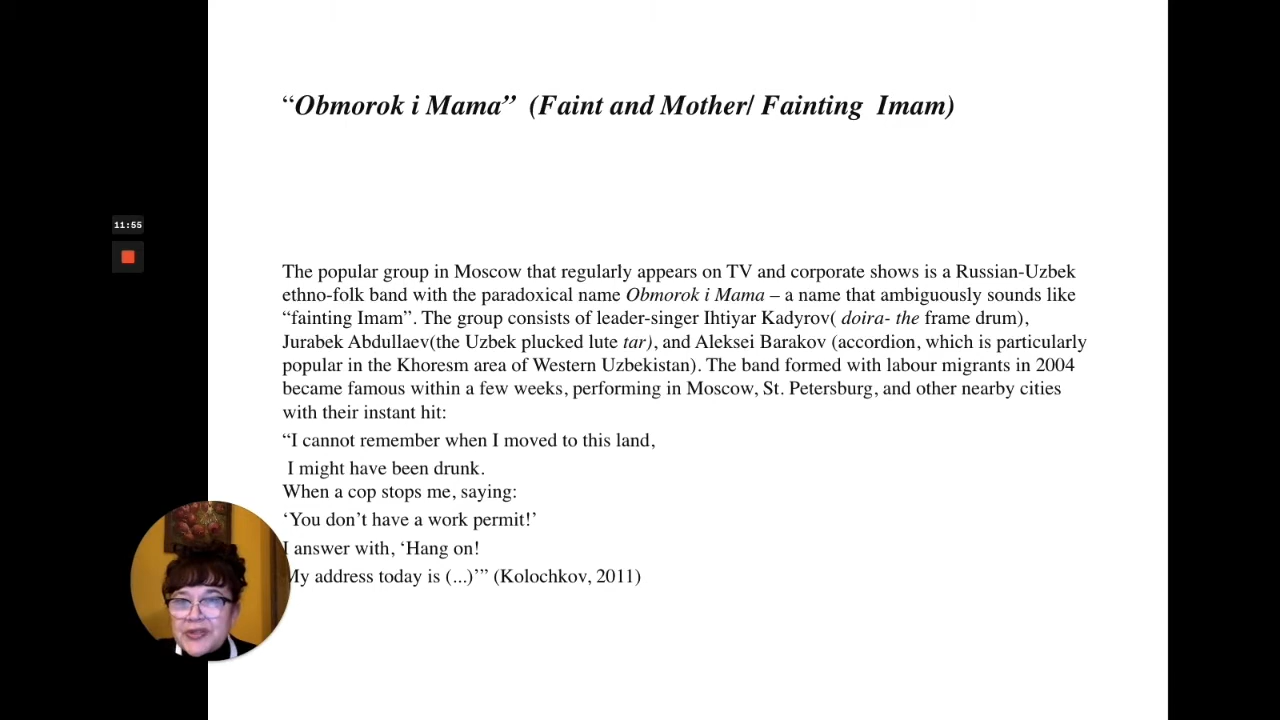 “Obmorok i Mama” (Faint and Mother/ Fainting Imam)
11:55
The popular group in Moscow that regularly appears on TV and corporate shows is a Russian-Uzbek
ethno-folk band with the paradoxical name Obmorok i Mama – a name that ambiguously sounds like
“fainting Imam”. The group consists of leader-singer Ihtiyar Kadyrov( doira- the frame drum),
Jurabek Abdullaev(the Uzbek plucked lute tar), and Aleksei Barakov (accordion, which is particularly
popular in the Khoresm area of Western Uzbekistan). The band formed with labour migrants in 2004
became famous within a few weeks, performing in Moscow, St. Petersburg, and other nearby cities
with their instant hit:
“I cannot remember when I moved to this land,
I might have been drunk.
When a cop stops me, saying:
‘You don’t have a work permit!’
I answer with, ‘Hang on!
My address today is (...)’” (Kolochkov, 2011)